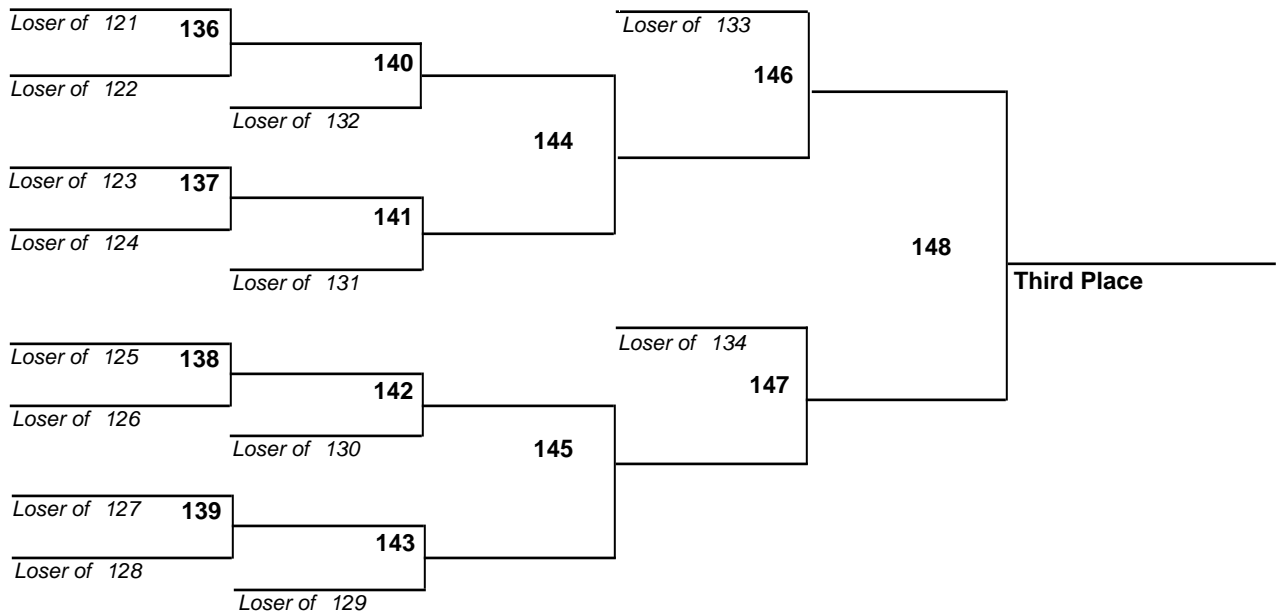 Loser of 121
136
Loser of 133
140
146
Loser of 122
Loser of 132
144
Loser of 123
137
141
Loser of 124
148
Loser of 131
Third Place
Loser of 125
138
Loser of 134
142
147
Loser of 126
Loser of 130
145
Loser of 127
139
143
Loser of 128
Loser of 129